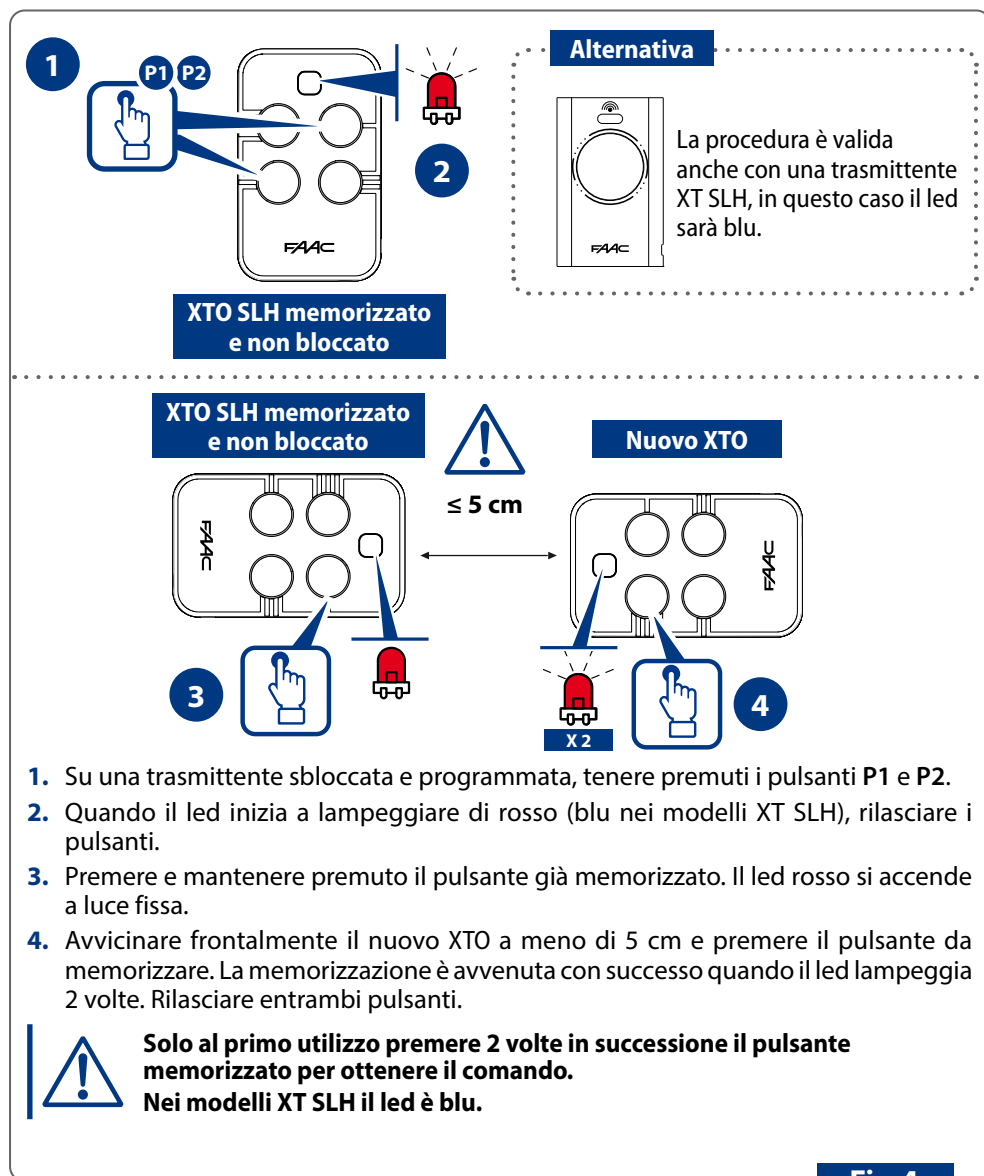 1
P1 P2
2
FAAC
XTO SLH memorizzato
e non bloccato
Alternativa
FAAC
La procedura è valida
anche con una trasmittente
XT SLH, in questo caso il led
sarà blu.
XTO SLH memorizzato
e non bloccato
≤ 5 cm
Nuovo XTO
FAAC
FAAC
3
4
X 2
1. Su una trasmittente sbloccata e programmata, tenere premuti i pulsanti P1 e P2.
2. Quando il led inizia a lampeggiare di rosso (blu nei modelli XT SLH), rilasciare i
pulsanti.
3. Premere e mantenere premuto il pulsante già memorizzato. Il led rosso si accende
a luce fissa.
4. Avvicinare frontalmente il nuovo XTO a meno di 5 cm e premere il pulsante da
memorizzare. La memorizzazione è avvenuta con successo quando il led lampeggia
2 volte. Rilasciare entrambi pulsanti.
Solo al primo utilizzo premere 2 volte in successione il pulsante
memorizzato per ottenere il comando.
Nei modelli XT SLH il led è blu.